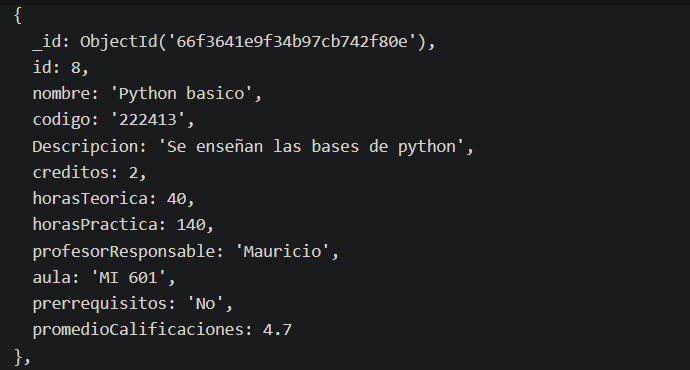 {
  _id: ObjectId('66f3641e9f34b97cb742f80e'),
  id: 8,
  nombre: 'Python basico',
  codigo: '222413',
  Descripcion: 'Se enseñan las bases de python',
  creditos: 2,
  horasTeorica: 40,
  horasPractica: 140,
  profesorResponsable: 'Mauricio',
  aula: 'MI 601',
  prerrequisitos: 'No',
  promedioCalificaciones: 4.7
},